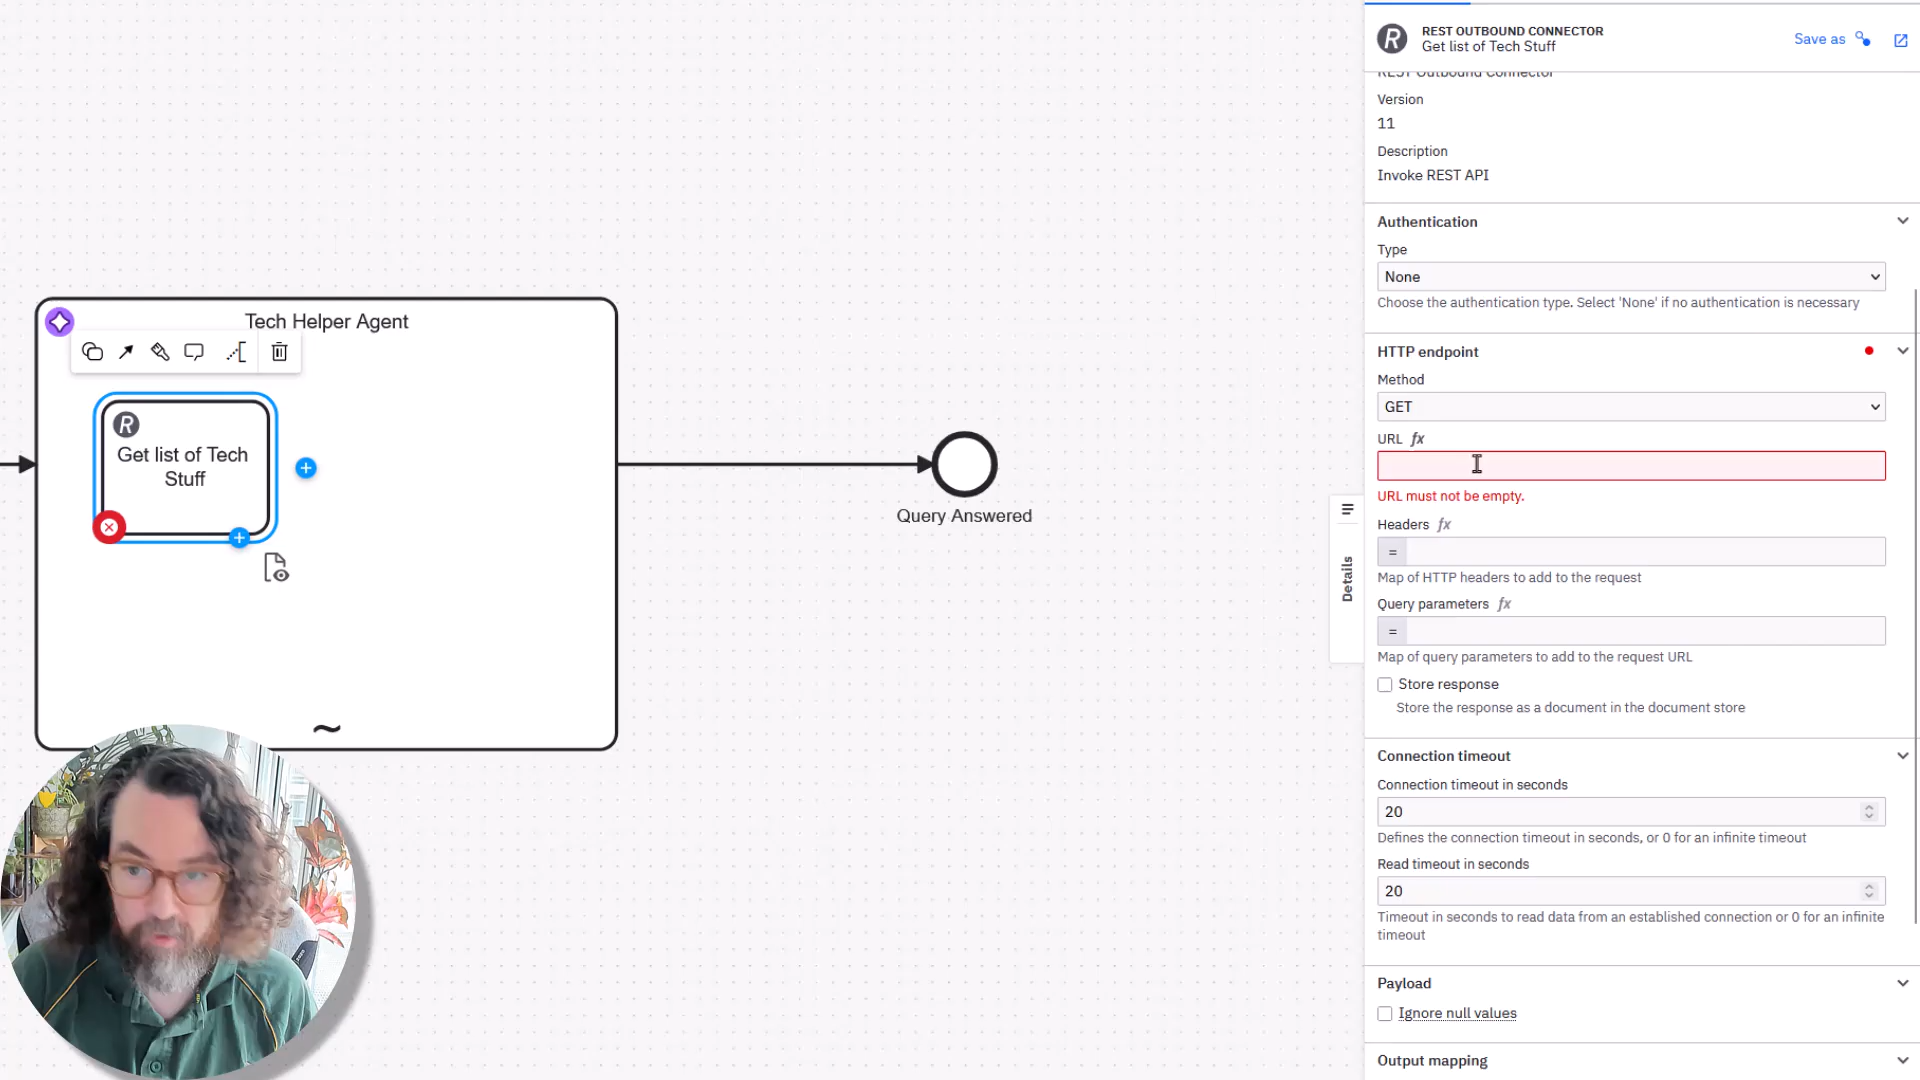 R
REST OUTBOUND CONNECTOR
Get list of Tech Stuff
Save as
REST Outbound Connector
Version
11
Description
Invoke REST API
Authentication
Type
None
Choose the authentication type. Select 'None' if no authentication is necessary
HTTP endpoint
Method
GET
URL fx
URL must not be empty.
Headers fx
=
Map of HTTP headers to add to the request
Query parameters fx
=
Map of query parameters to add to the request URL
Store response
Store the response as a document in the document store
Connection timeout
Connection timeout in seconds
20
Defines the connection timeout in seconds, or 0 for an infinite timeout
Read timeout in seconds
20
Timeout in seconds to read data from an established connection or 0 for an infinite
timeout
Payload
Ignore null values
Output mapping
Details
Tech Helper Agent
R
Get list of Tech
Stuff
Query Answered